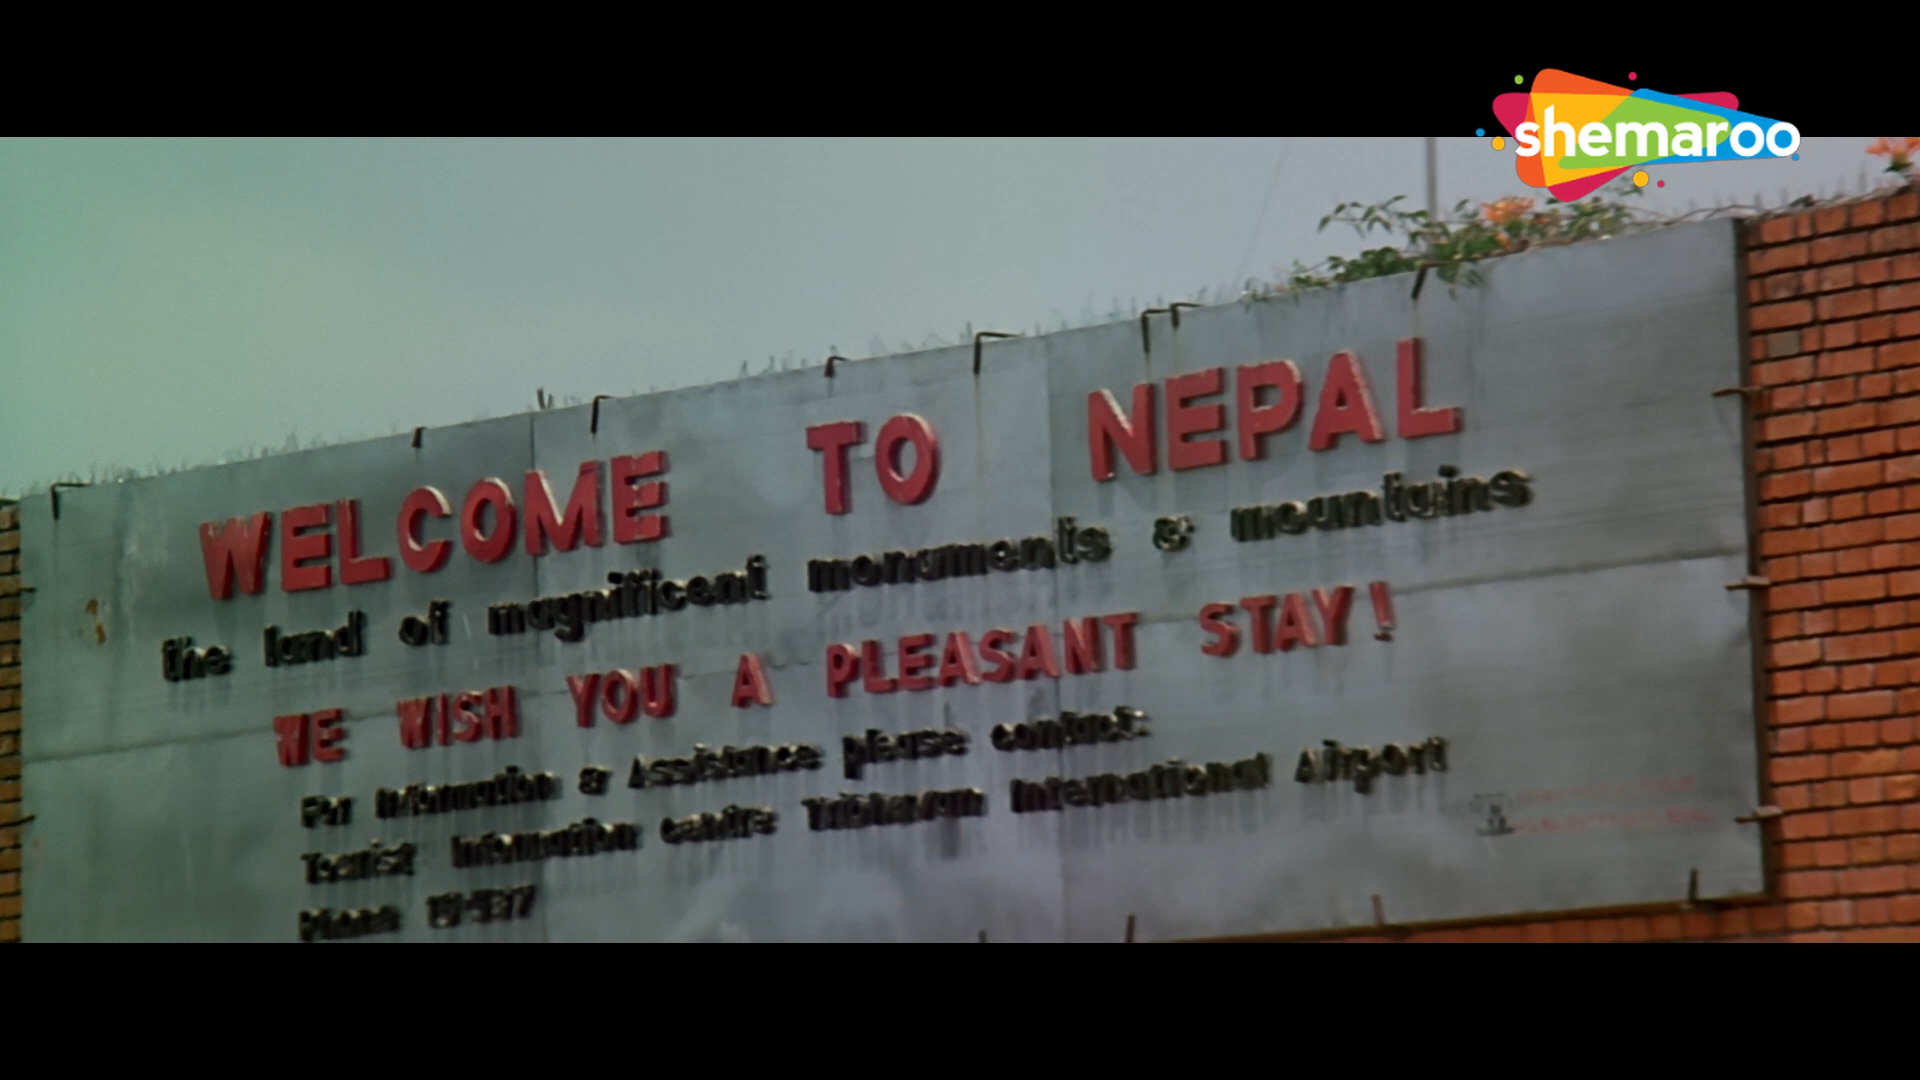 shemaroo
WELCOME TO NEPAL
the land of magnificent monuments & mountains
WE WISH YOU A PLEASANT STAY!
For Information & Assistance please contact:
Tourist Information Centre Tribhuvan International Airport
Phone